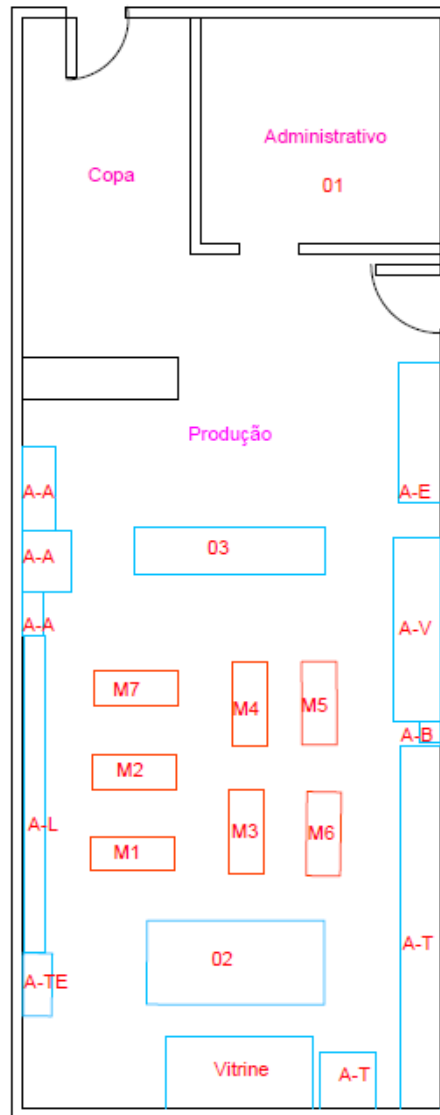 Administrativo
01
Copa
Produção
A-A
A-E
03
A-A
A-A
A-V
M7
M4
M5
A-B
M2
A-L
M3
M6
M1
A-T
02
A-TE
Vitrine
A-T